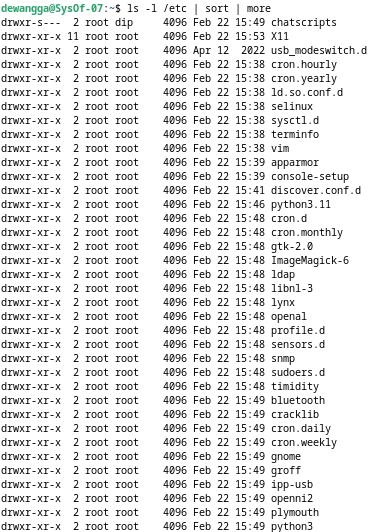 dewangga@SysOf-07:~$ ls -l /etc | sort | more
drwxr-s---  2 root dip      4096 Feb 22 15:49 chatscripts
drwxr-xr-x 11 root root     4096 Feb 22 15:53 X11
drwxr-xr-x  2 root root     4096 Apr 12  2022 usb_modeswitch.d
drwxr-xr-x  2 root root     4096 Feb 22 15:38 cron.hourly
drwxr-xr-x  2 root root     4096 Feb 22 15:38 cron.yearly
drwxr-xr-x  2 root root     4096 Feb 22 15:38 ld.so.conf.d
drwxr-xr-x  2 root root     4096 Feb 22 15:38 selinux
drwxr-xr-x  2 root root     4096 Feb 22 15:38 sysctl.d
drwxr-xr-x  2 root root     4096 Feb 22 15:38 terminfo
drwxr-xr-x  2 root root     4096 Feb 22 15:38 vim
drwxr-xr-x  2 root root     4096 Feb 22 15:39 apparmor
drwxr-xr-x  2 root root     4096 Feb 22 15:39 console-setup
drwxr-xr-x  2 root root     4096 Feb 22 15:41 discover.conf.d
drwxr-xr-x  2 root root     4096 Feb 22 15:46 python3.11
drwxr-xr-x  2 root root     4096 Feb 22 15:48 cron.d
drwxr-xr-x  2 root root     4096 Feb 22 15:48 cron.monthly
drwxr-xr-x  2 root root     4096 Feb 22 15:48 gtk-2.0
drwxr-xr-x  2 root root     4096 Feb 22 15:48 ImageMagick-6
drwxr-xr-x  2 root root     4096 Feb 22 15:48 ldap
drwxr-xr-x  2 root root     4096 Feb 22 15:48 libnl-3
drwxr-xr-x  2 root root     4096 Feb 22 15:48 lynx
drwxr-xr-x  2 root root     4096 Feb 22 15:48 openal
drwxr-xr-x  2 root root     4096 Feb 22 15:48 profile.d
drwxr-xr-x  2 root root     4096 Feb 22 15:48 sensors.d
drwxr-xr-x  2 root root     4096 Feb 22 15:48 snmp
drwxr-xr-x  2 root root     4096 Feb 22 15:48 sudoers.d
drwxr-xr-x  2 root root     4096 Feb 22 15:48 timidity
drwxr-xr-x  2 root root     4096 Feb 22 15:49 bluetooth
drwxr-xr-x  2 root root     4096 Feb 22 15:49 cracklib
drwxr-xr-x  2 root root     4096 Feb 22 15:49 cron.daily
drwxr-xr-x  2 root root     4096 Feb 22 15:49 cron.weekly
drwxr-xr-x  2 root root     4096 Feb 22 15:49 gnome
drwxr-xr-x  2 root root     4096 Feb 22 15:49 groff
drwxr-xr-x  2 root root     4096 Feb 22 15:49 ipp-usb
drwxr-xr-x  2 root root     4096 Feb 22 15:49 openni2
drwxr-xr-x  2 root root     4096 Feb 22 15:49 plymouth
drwxr-xr-x  2 root root     4096 Feb 22 15:49 python3